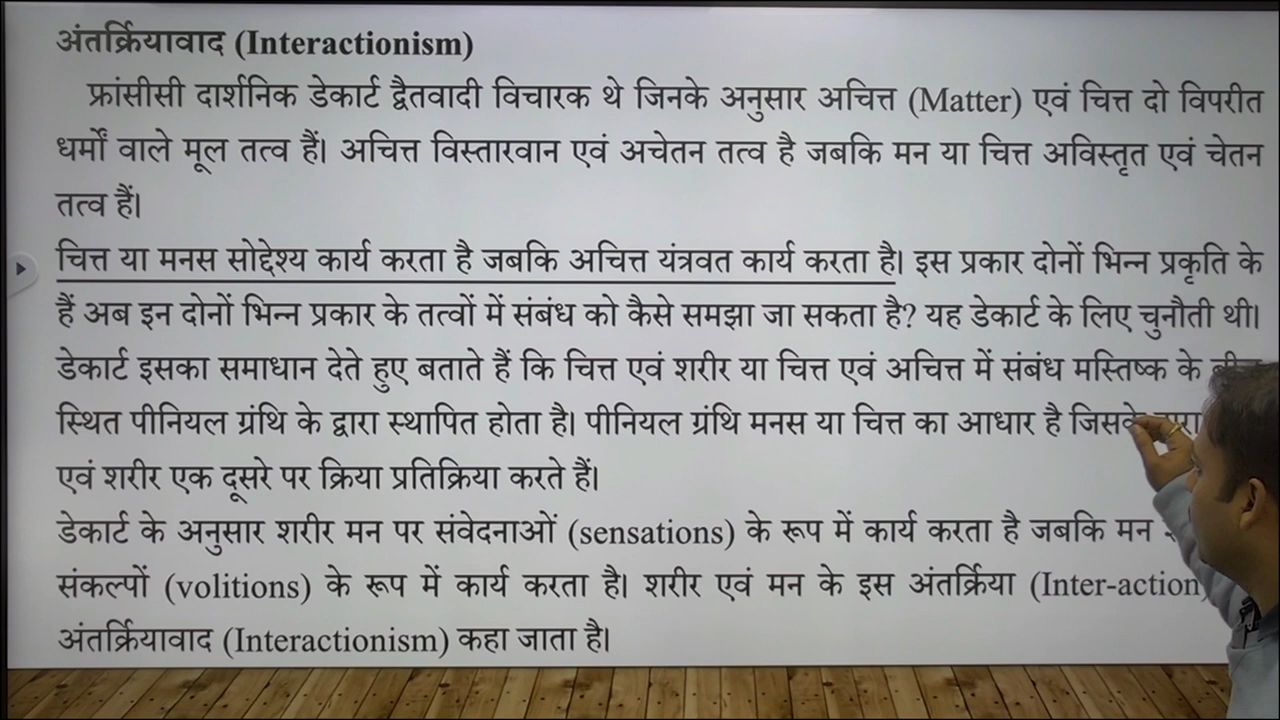 अंतर्क्रियावाद (Interactionism)
फ्रांसीसी दार्शनिक डेकार्ट द्वैतवादी विचारक थे जिनके अनुसार अचित्त (Matter) एवं चित्त दो विपरीत
धर्मों वाले मूल तत्व हैं। अचित्त विस्तारवान एवं अचेतन तत्व है जबकि मन या चित्त अविस्तृत एवं चेतन
तत्व हैं।
चित्त या मनस सोद्देश्य कार्य करता है जबकि अचित्त यंत्रवत कार्य करता है। इस प्रकार दोनों भिन्न प्रकृति के
हैं अब इन दोनों भिन्न प्रकार के तत्वों में संबंध को कैसे समझा जा सकता है? यह डेकार्ट के लिए चुनौती थी।
डेकार्ट इसका समाधान देते हुए बताते हैं कि चित्त एवं शरीर या चित्त एवं अचित्त में संबंध मस्तिष्क के
स्थित पीनियल ग्रंथि के द्वारा स्थापित होता है। पीनियल ग्रंथि मनस या चित्त का आधार है
एवं शरीर एक दूसरे पर क्रिया प्रतिक्रिया करते हैं।
डेकार्ट के अनुसार शरीर मन पर संवेदनाओं (sensations) के रूप में कार्य करता है जबकि मन
संकल्पों (volitions) के रूप में कार्य करता है। शरीर एवं मन के इस अंतर्क्रिया (Inter-action)
अंतर्क्रियावाद (Interactionism) कहा जाता है।